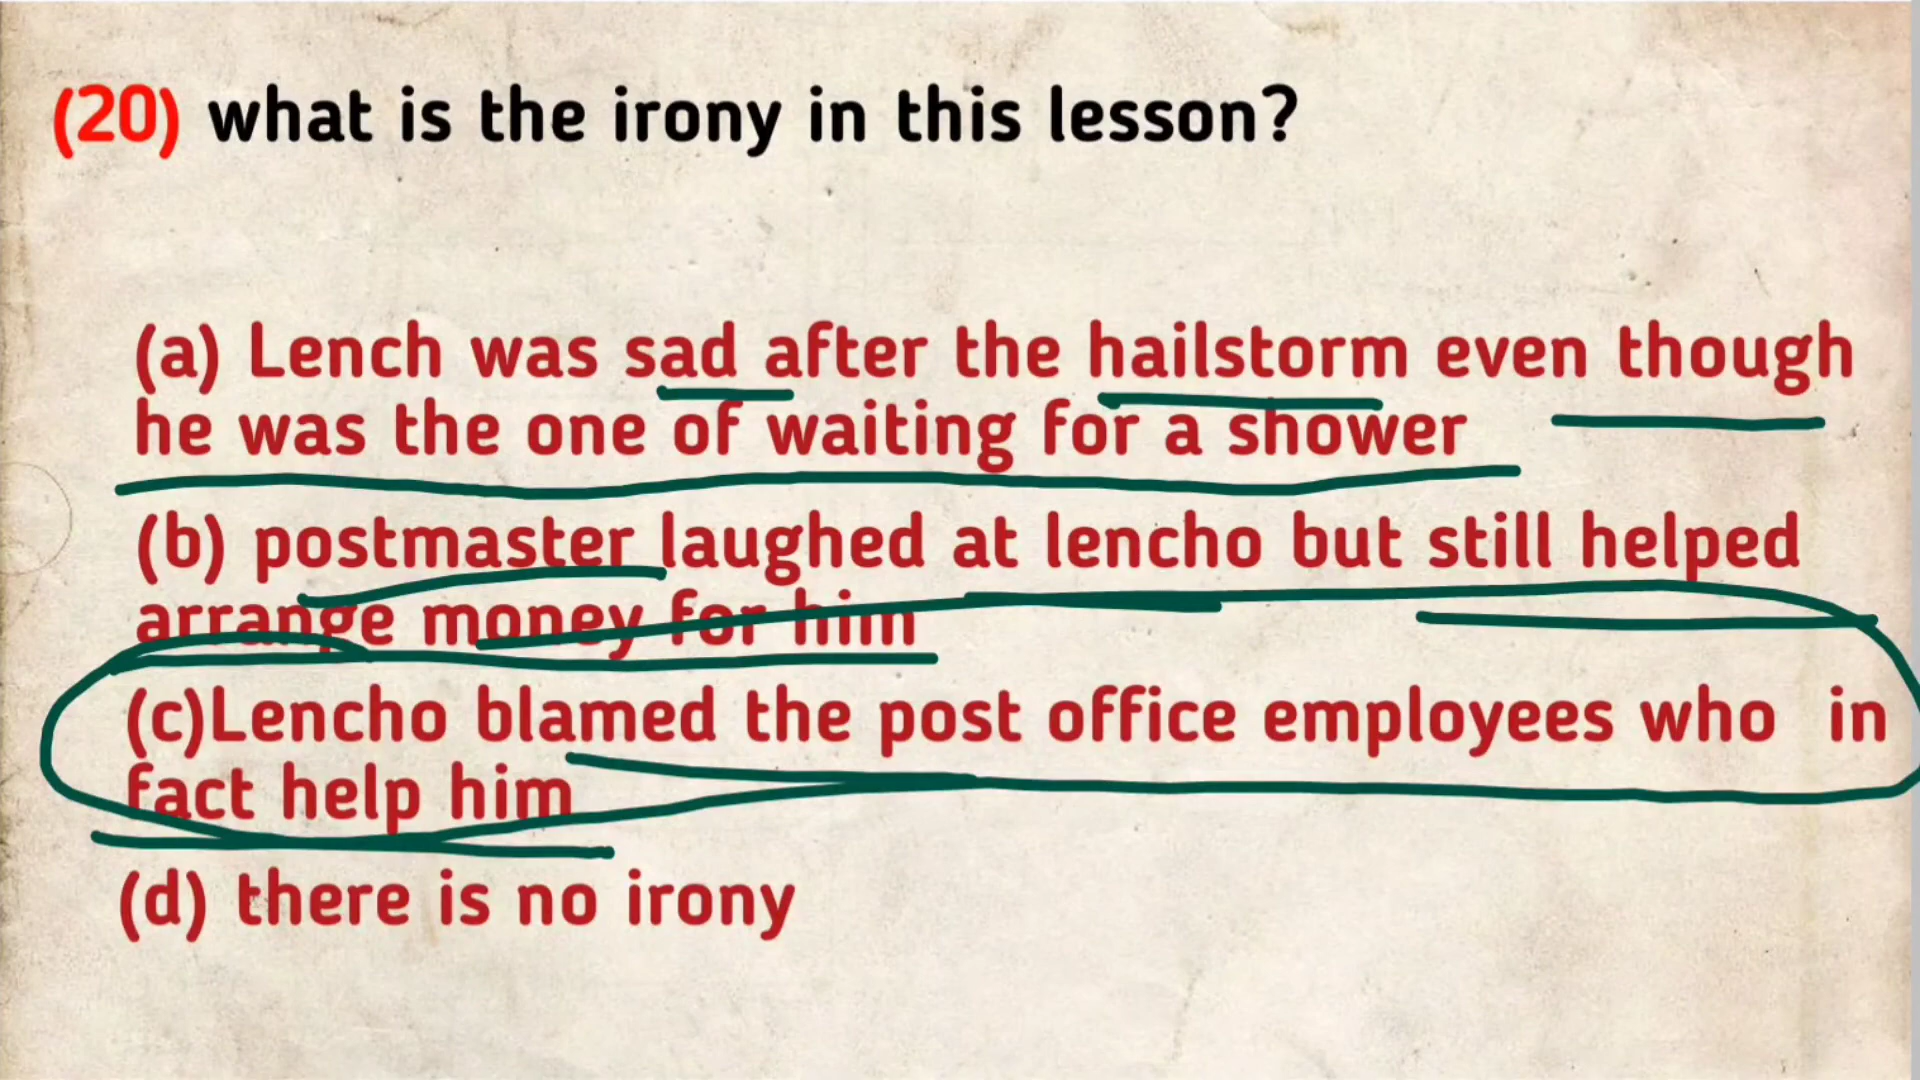 (20) what is the irony in this lesson?
(a) Lench was sad after the hailstorm even though
he was the one of waiting for a shower
(b) postmaster laughed at lencho but still helped
arrange money for him
(c)Lencho blamed the post office employees who in
fact help him
(d) there is no irony